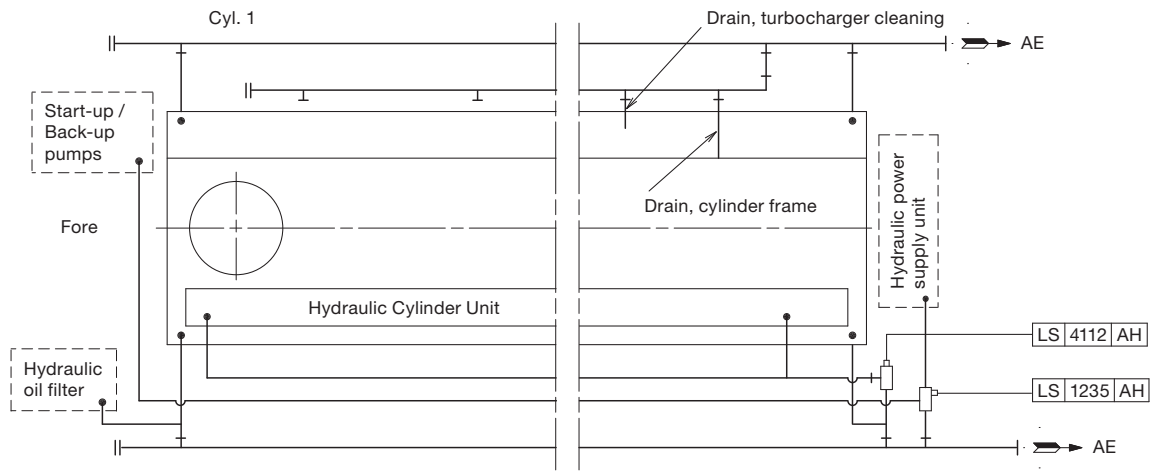 Cyl. 1
Drain, turbocharger cleaning
AE
Start-up /
Back-up
pumps
Fore
Drain, cylinder frame
Hydraulic power
supply unit
Hydraulic Cylinder Unit
LS 4112 AH
Hydraulic
oil filter
LS 1235 AH
AE